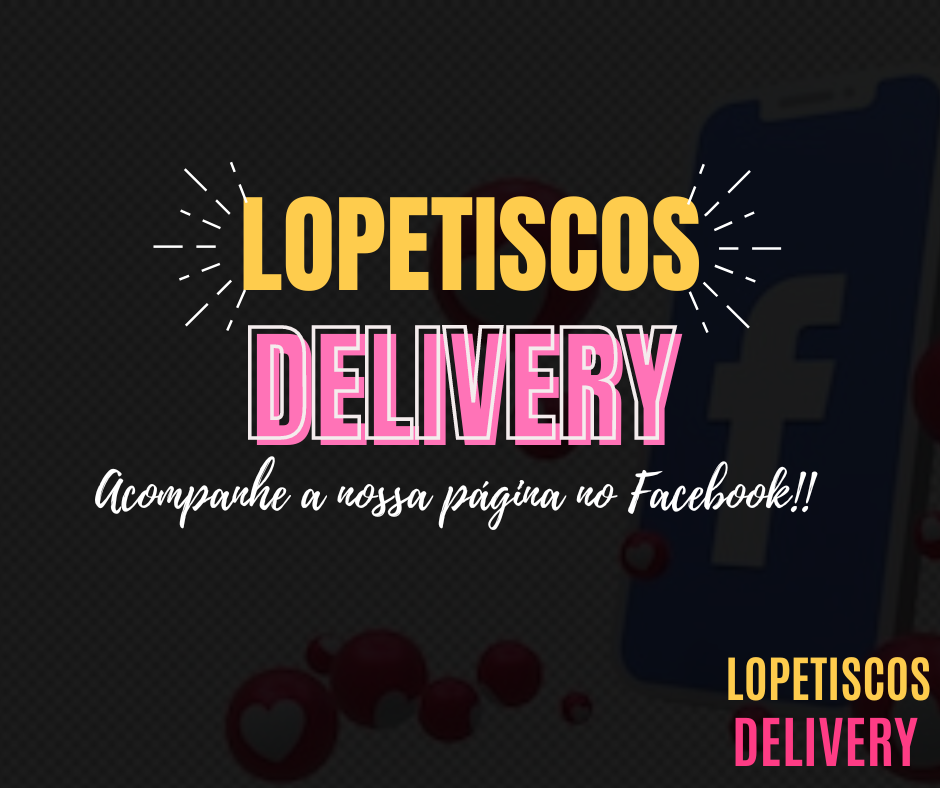 LOPETISCOS
DELIVERY
Acompanhe a nossa página no Facebook!!
f
LOPETISCOS
DELIVERY